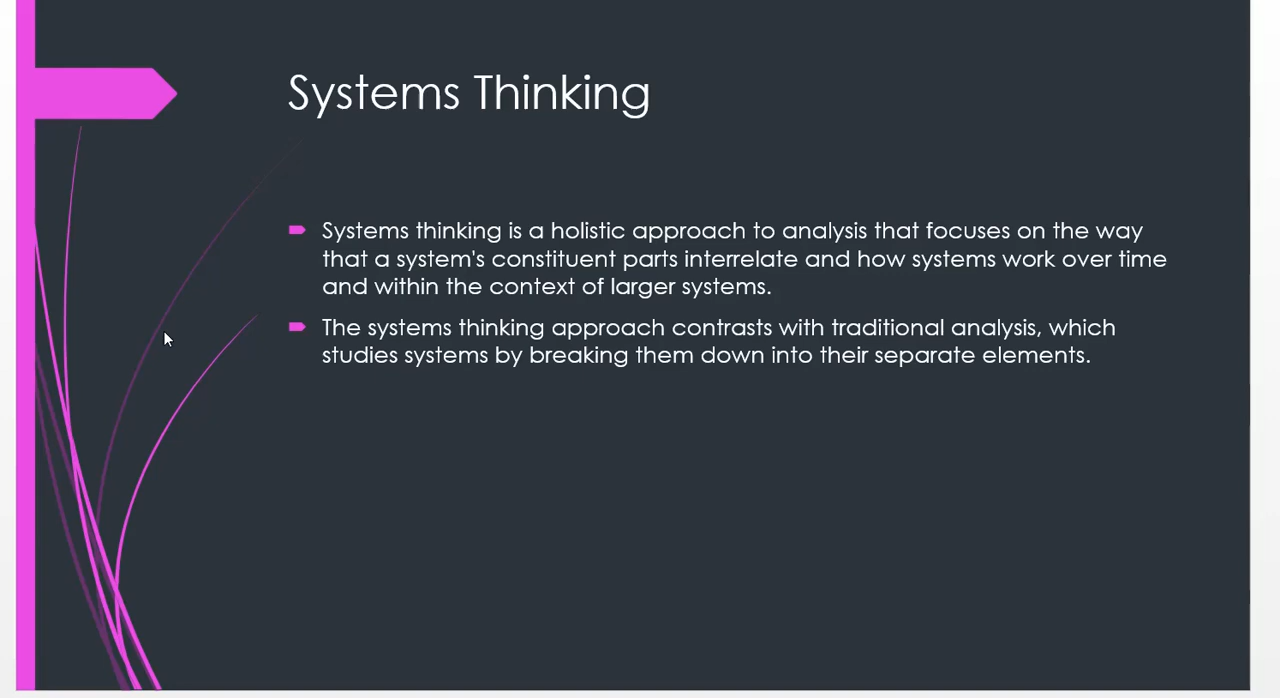 Systems Thinking
Systems thinking is a holistic approach to analysis that focuses on the way
that a system's constituent parts interrelate and how systems work over time
and within the context of larger systems.
The systems thinking approach contrasts with traditional analysis, which
studies systems by breaking them down into their separate elements.